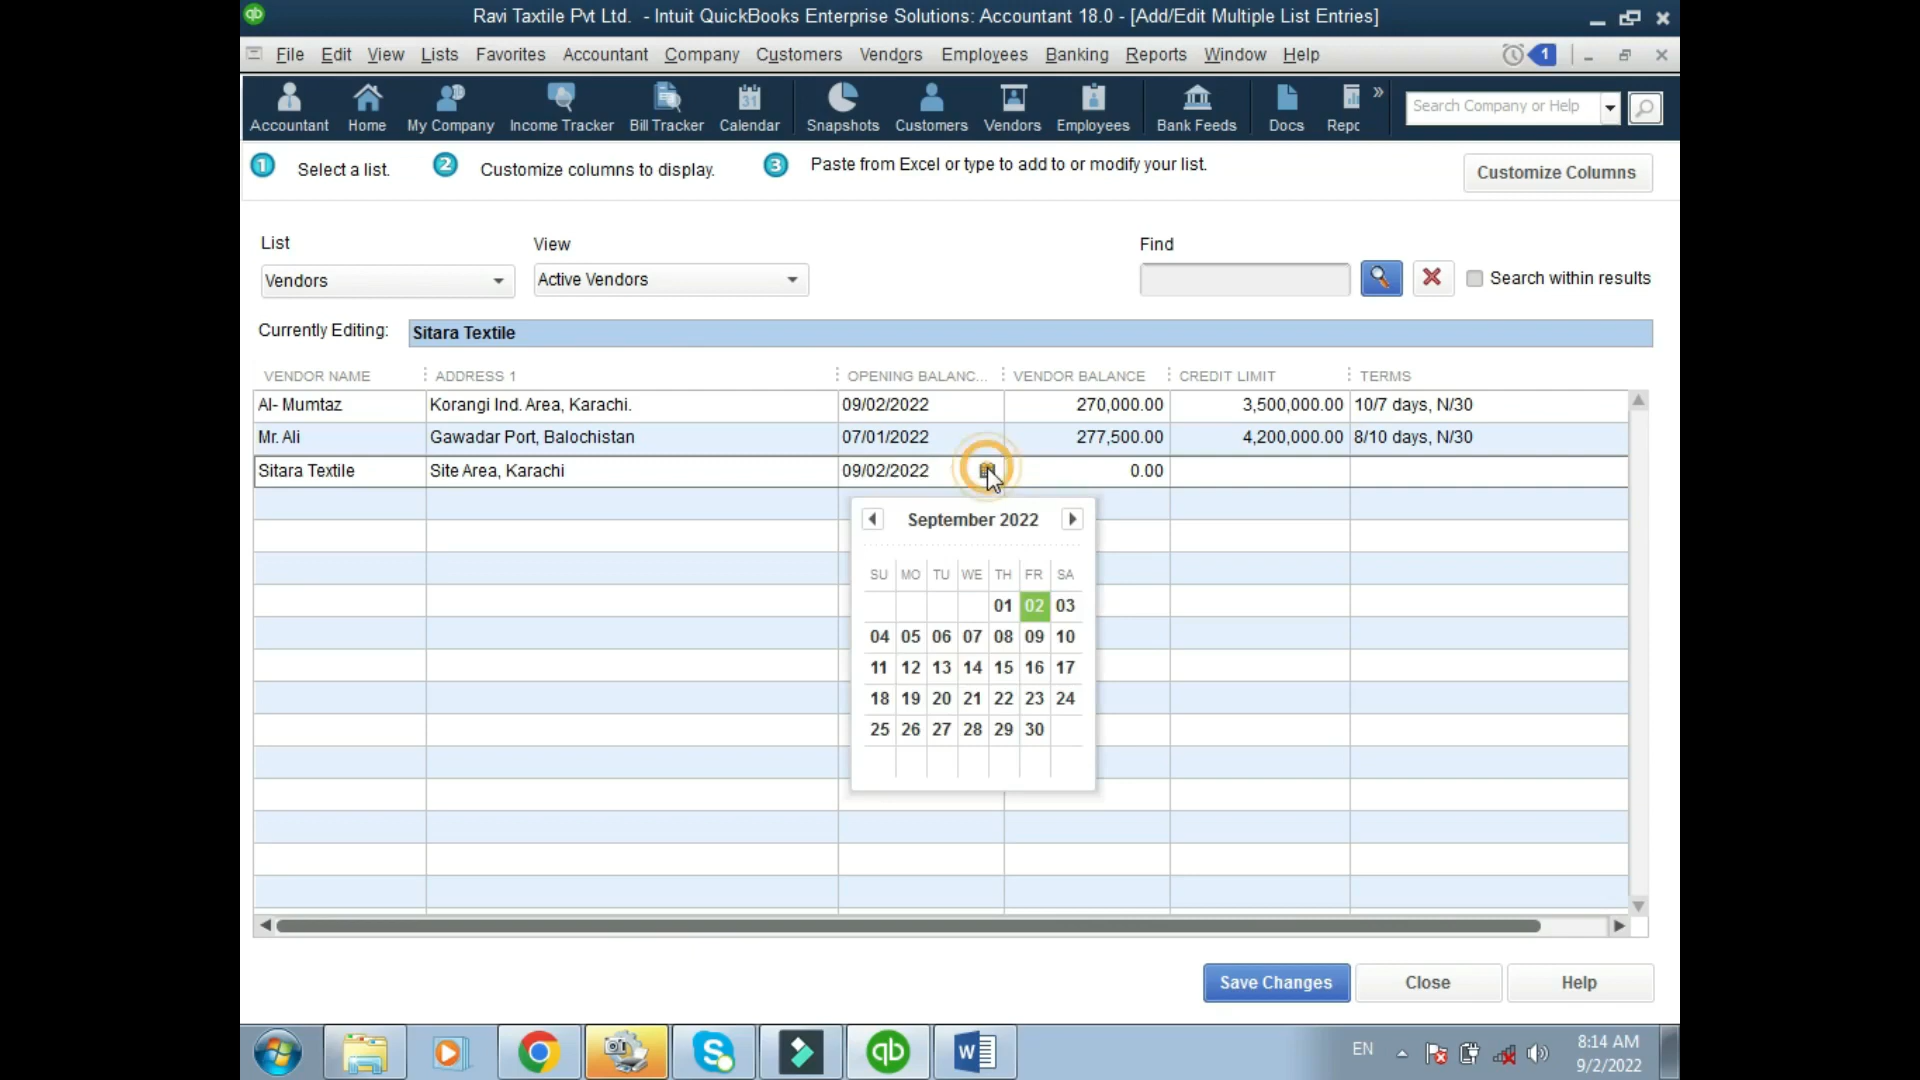 qb Ravi Taxtile Pvt Ltd. - Intuit QuickBooks Enterprise Solutions: Accountant 18.0 - [Add/Edit Multiple List Entries]
File Edit View Lists Favorites Accountant Company Customers Vendors Employees Banking Reports Window Help 1
31
Accountant Home My Company Income Tracker Bill Tracker Calendar Snapshots Customers Vendors Employees Bank Feeds Docs Repc » Search Company or Help
1 Select a list. 2 Customize columns to display. 3 Paste from Excel or type to add to or modify your list. Customize Columns
List View Find
Vendors Active Vendors Search within results
Currently Editing: Sitara Textile
VENDOR NAME ADDRESS 1 OPENING BALANC... VENDOR BALANCE CREDIT LIMIT TERMS
Al- Mumtaz Korangi Ind. Area, Karachi. 09/02/2022 270,000.00 3,500,000.00 10/7 days, N/30
Mr. Ali Gawadar Port, Balochistan 07/01/2022 277,500.00 4,200,000.00 8/10 days, N/30
Sitara Textile Site Area, Karachi 09/02/2022 0.00
September 2022
SU MO TU WE TH FR SA
01 02 03
04 05 06 07 08 09 10
11 12 13 14 15 16 17
18 19 20 21 22 23 24
25 26 27 28 29 30
Save Changes Close Help
S qb W EN 8:14 AM
9/2/2022